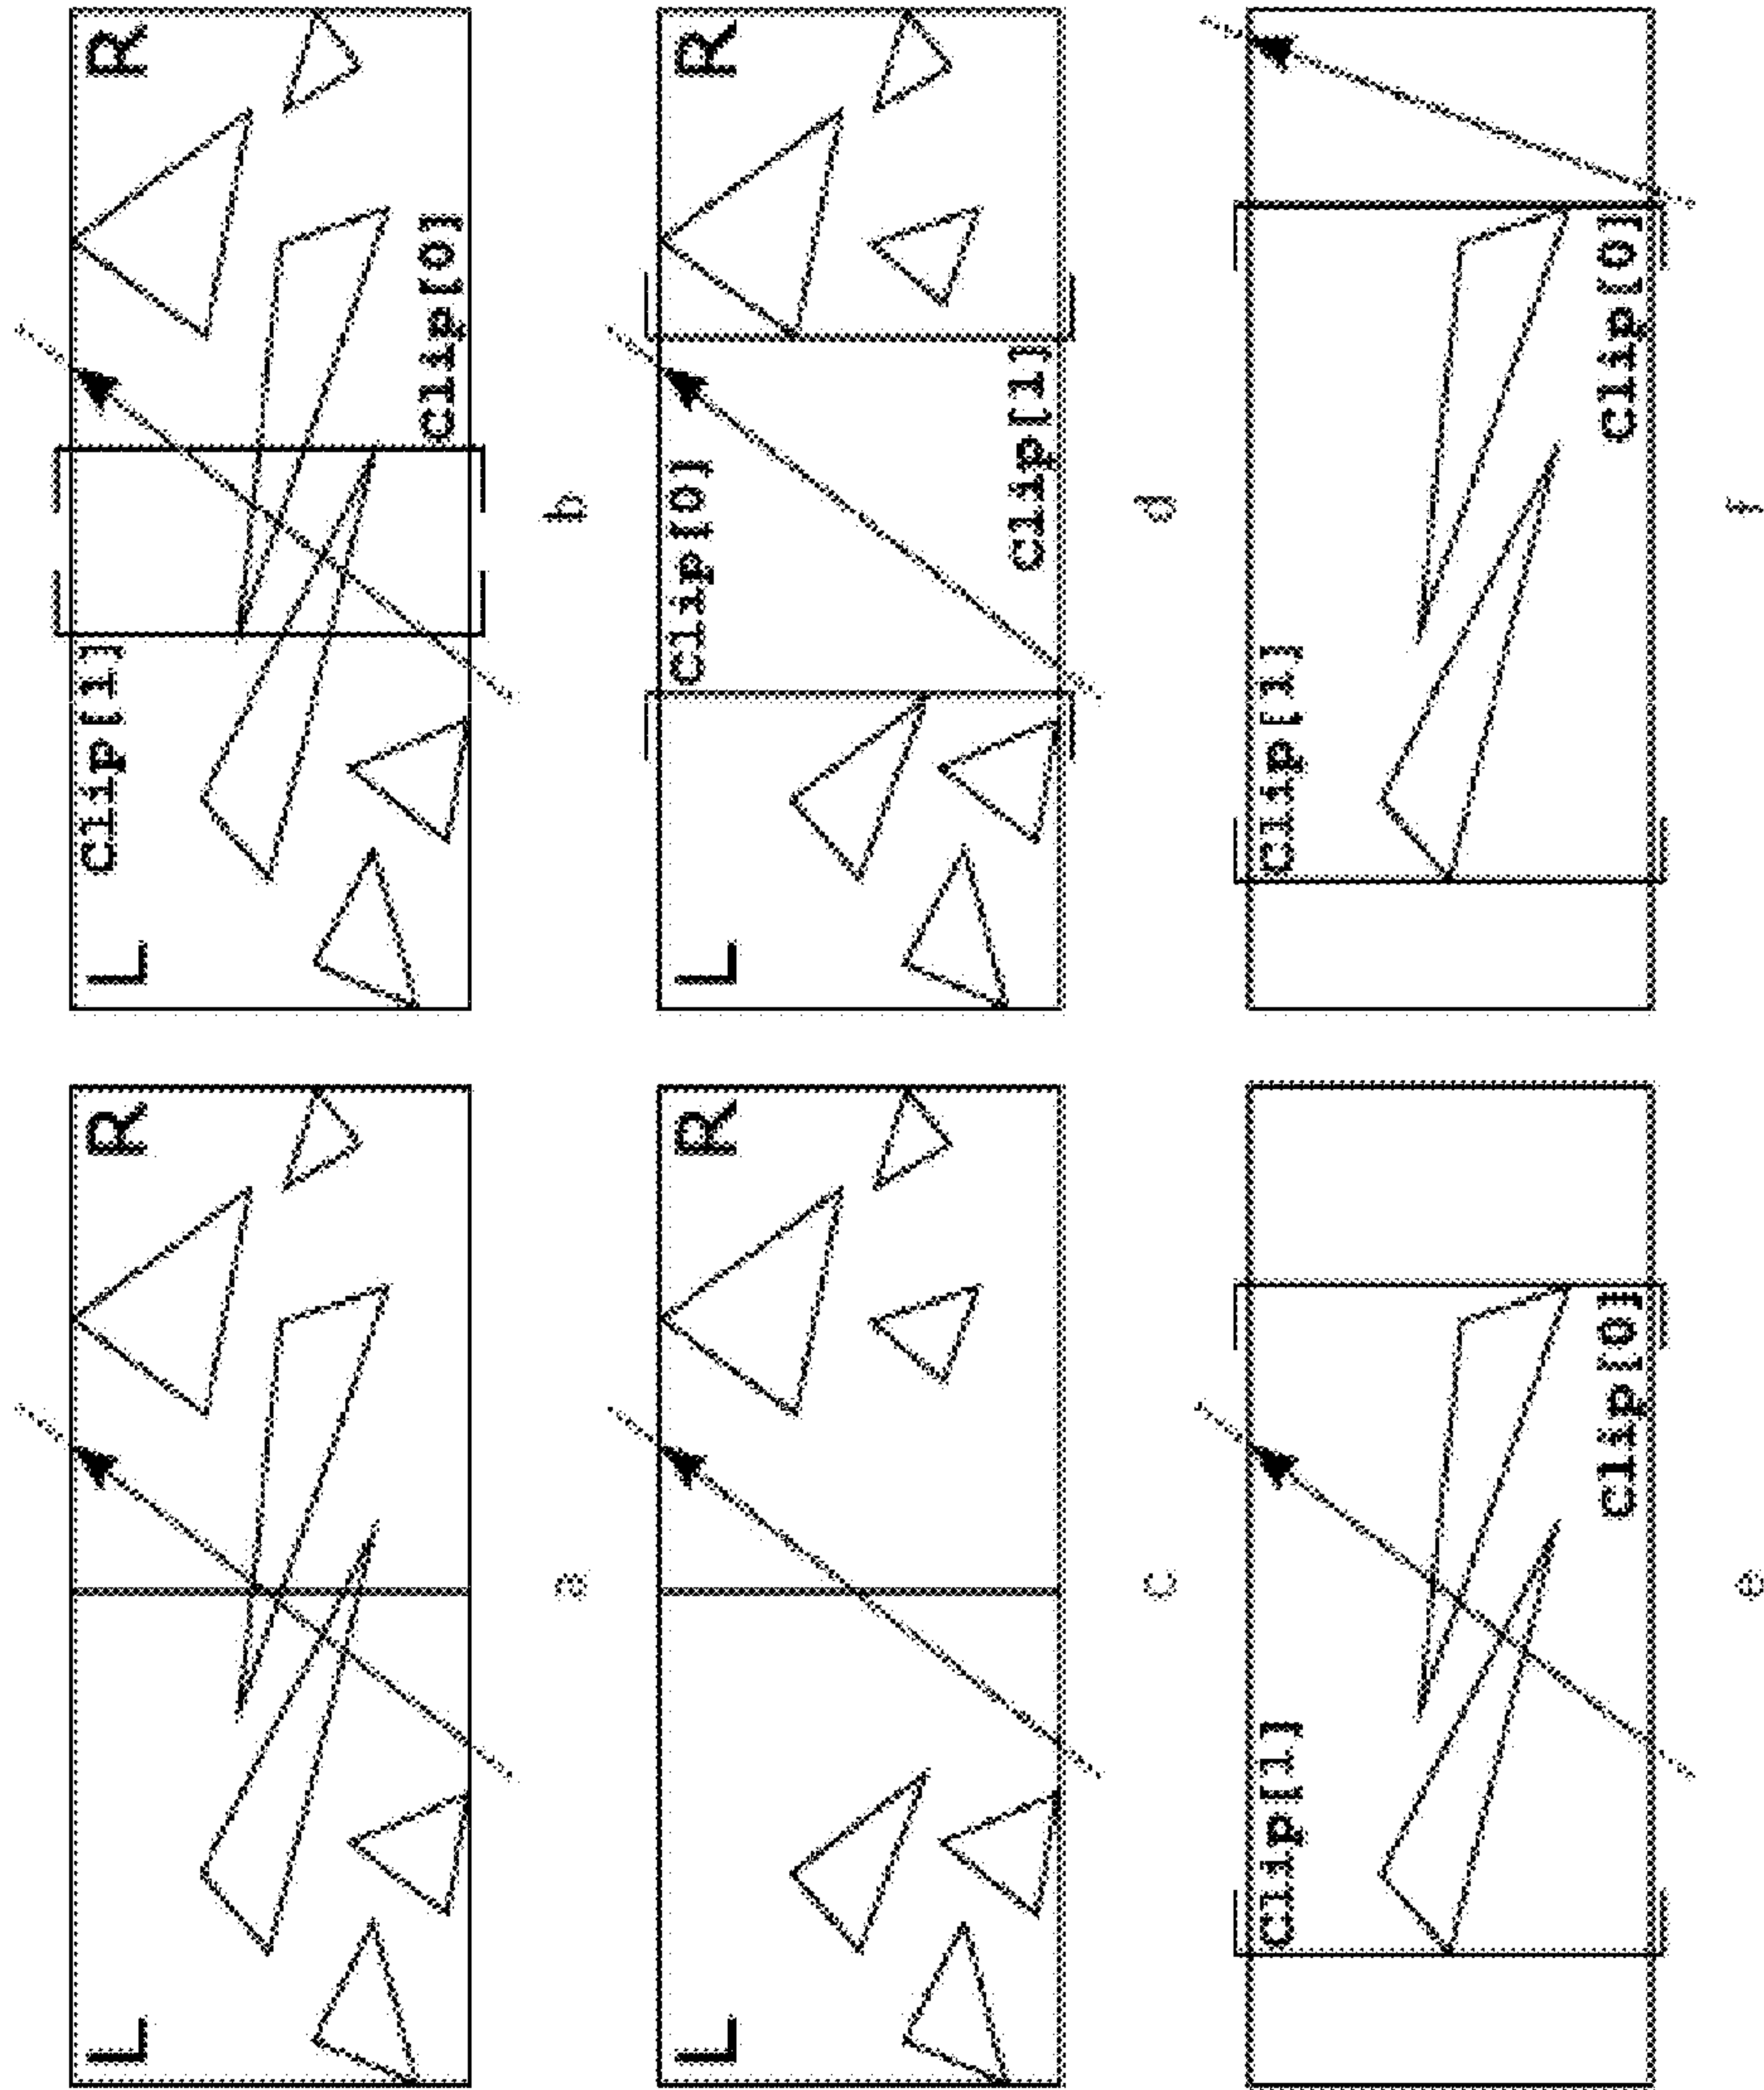 L R
a
L Clip[1] R
Clip[0]
b
L R
c
L Clip[0] R
Clip[1]
d
Clip[1]
Clip[0]
e
Clip[1]
Clip[0]
f